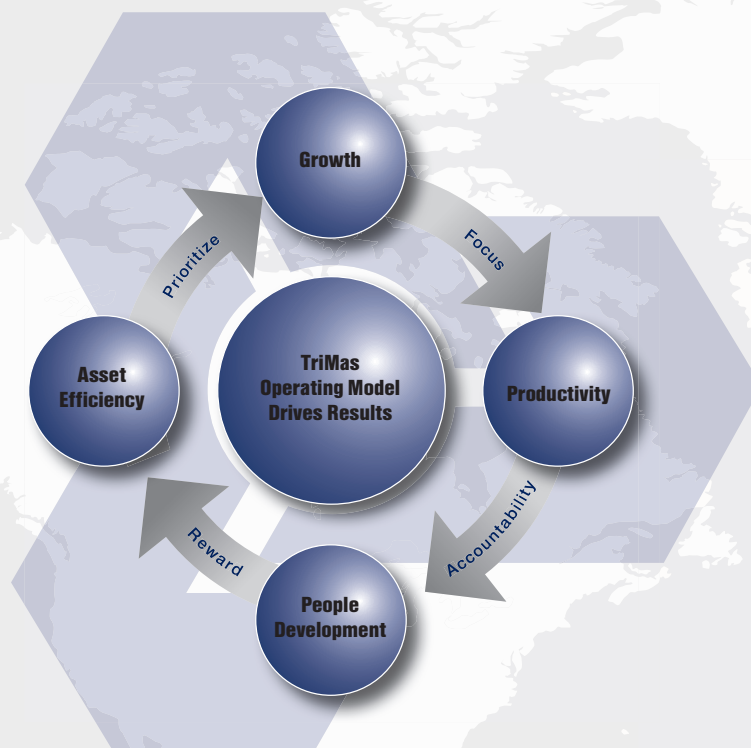 Growth
Focus
Prioritize
TriMas
Operating Model
Drives Results
Asset
Efficiency
Productivity
Accountability
Reward
People
Development